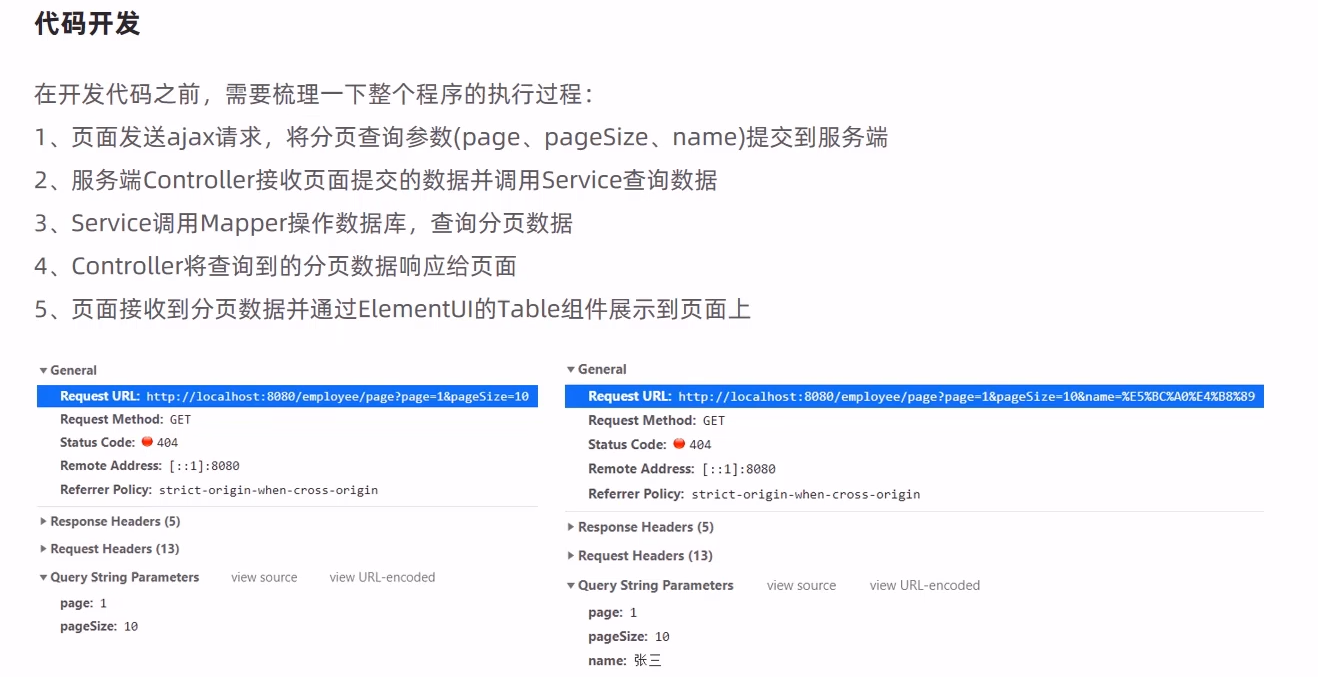 代码开发
在开发代码之前，需要梳理一下整个程序的执行过程：
1、页面发送ajax请求，将分页查询参数(page、pageSize、name)提交到服务端
2、服务端Controller接收页面提交的数据并调用Service查询数据
3、Service调用Mapper操作数据库，查询分页数据
4、Controller将查询到的分页数据响应给页面
5、页面接收到分页数据并通过ElementUI的Table组件展示到页面上
General
Request URL: http://localhost:8080/employee/page?page=1&pageSize=10
Request Method: GET
Status Code: 404
Remote Address: [::1]:8080
Referrer Policy: strict-origin-when-cross-origin
Response Headers (5)
Request Headers (13)
Query String Parameters view source view URL-encoded
page: 1
pageSize: 10
General
Request URL: http://localhost:8080/employee/page?page=1&pageSize=10&name=%E5%BC%A0%E4%B8%89
Request Method: GET
Status Code: 404
Remote Address: [::1]:8080
Referrer Policy: strict-origin-when-cross-origin
Response Headers (5)
Request Headers (13)
Query String Parameters view source view URL-encoded
page: 1
pageSize: 10
name: 张三